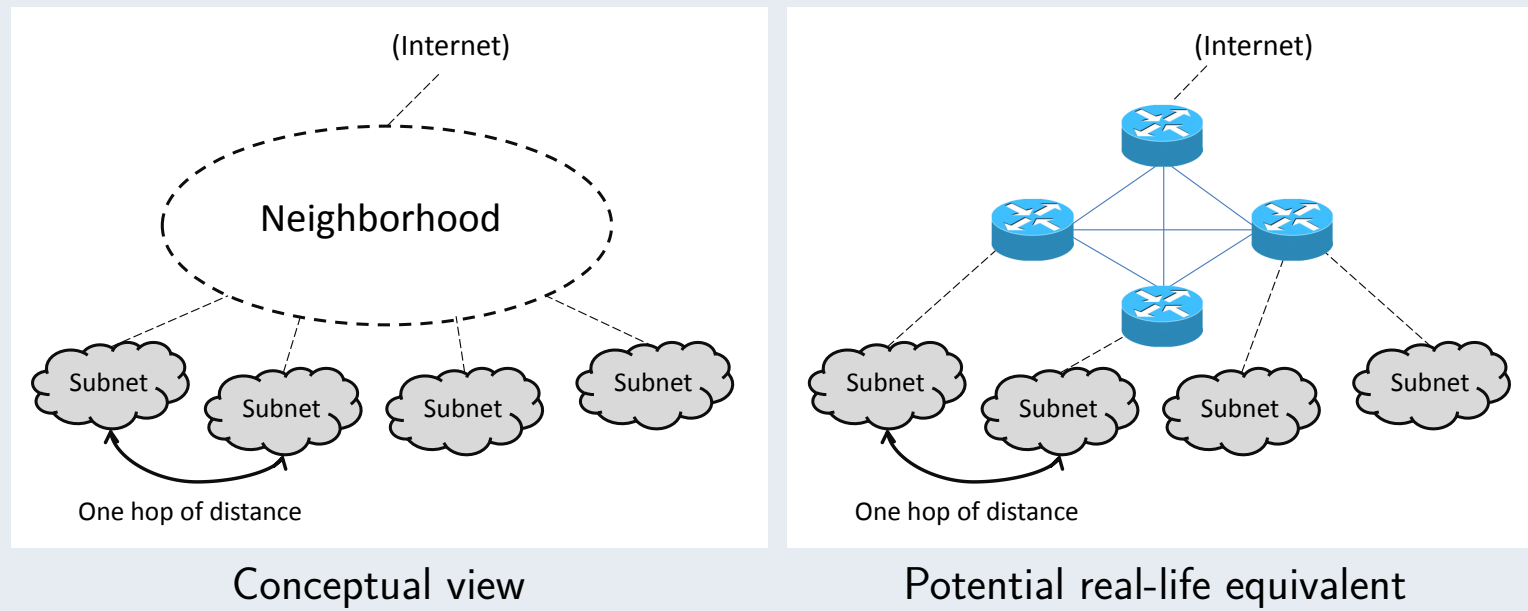 (Internet)
Neighborhood
Subnet
Subnet
Subnet
Subnet
One hop of distance
Conceptual view
(Internet)
Subnet
Subnet
Subnet
Subnet
One hop of distance
Potential real-life equivalent